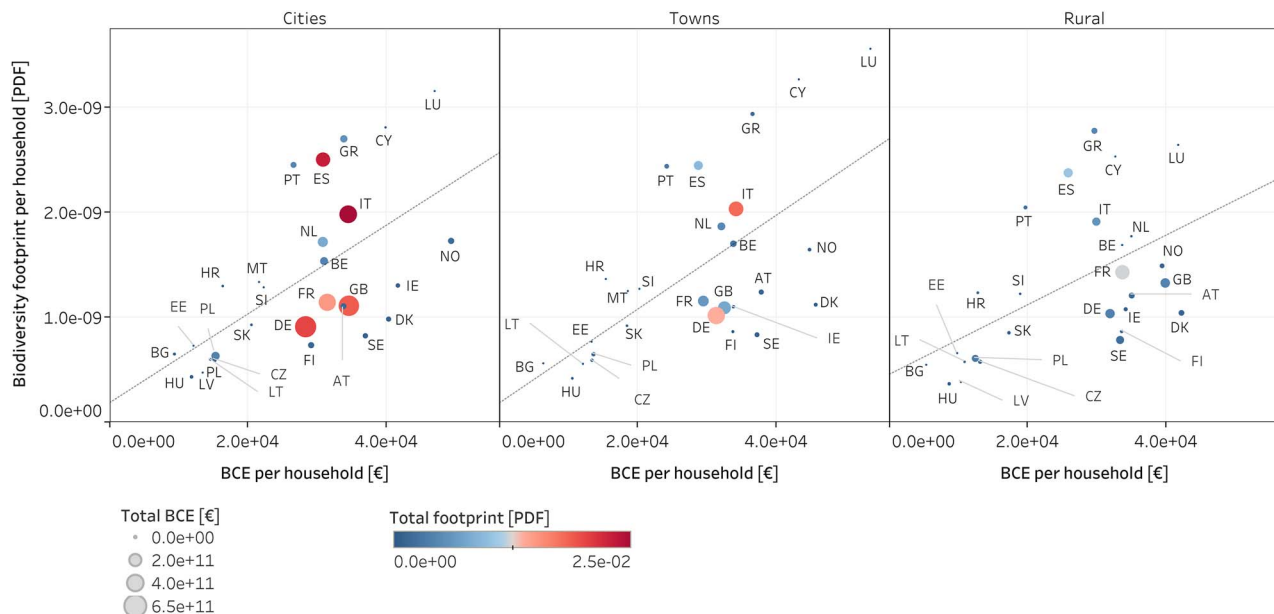 Cities Towns Rural
Biodiversity footprint per household [PDF]
3.0e-09
2.0e-09
1.0e-09
0.0e+00
LU
CY
GR
PT
ES
IT
NL
BE
NO
HR
MT
SI
IE
EE
PL
FR
GB
DE
DK
SK
SE
FI
BG
CZ
AT
HU
LV
PL
LT
LU
CY
GR
PT
ES
IT
NL
BE
NO
HR
SI
MT
AT
FR
GB
DK
LT
EE
SK
DE
IE
FI
SE
BG
PL
HU
CZ
GR
CY
LU
ES
PT
IT
NL
BE
NO
FR
GB
EE
SI
HR
AT
DE
IE
DK
LT
SK
SE
BG
PL
FI
HU
LV
CZ
0.0e+00 2.0e+04 4.0e+04 0.0e+00 2.0e+04 4.0e+04 0.0e+00 2.0e+04 4.0e+04
BCE per household [€] BCE per household [€] BCE per household [€]
Total BCE [€]
0.0e+00
2.0e+11
4.0e+11
6.5e+11
Total footprint [PDF]
0.0e+00 2.5e-02